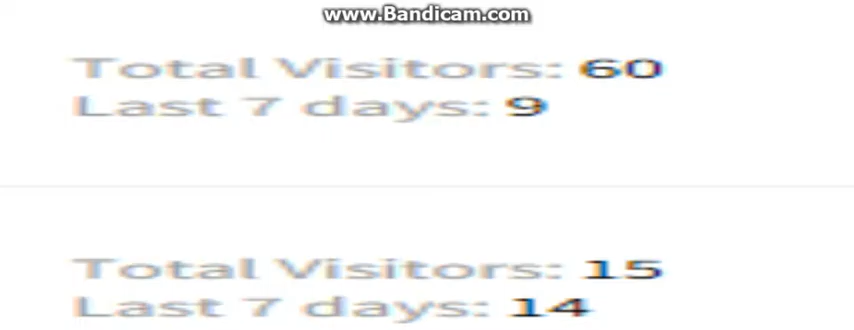 www.Bandicam.com
Total Visitors: 60
Last 7 days: 9
Total Visitors: 15
Last 7 days: 14